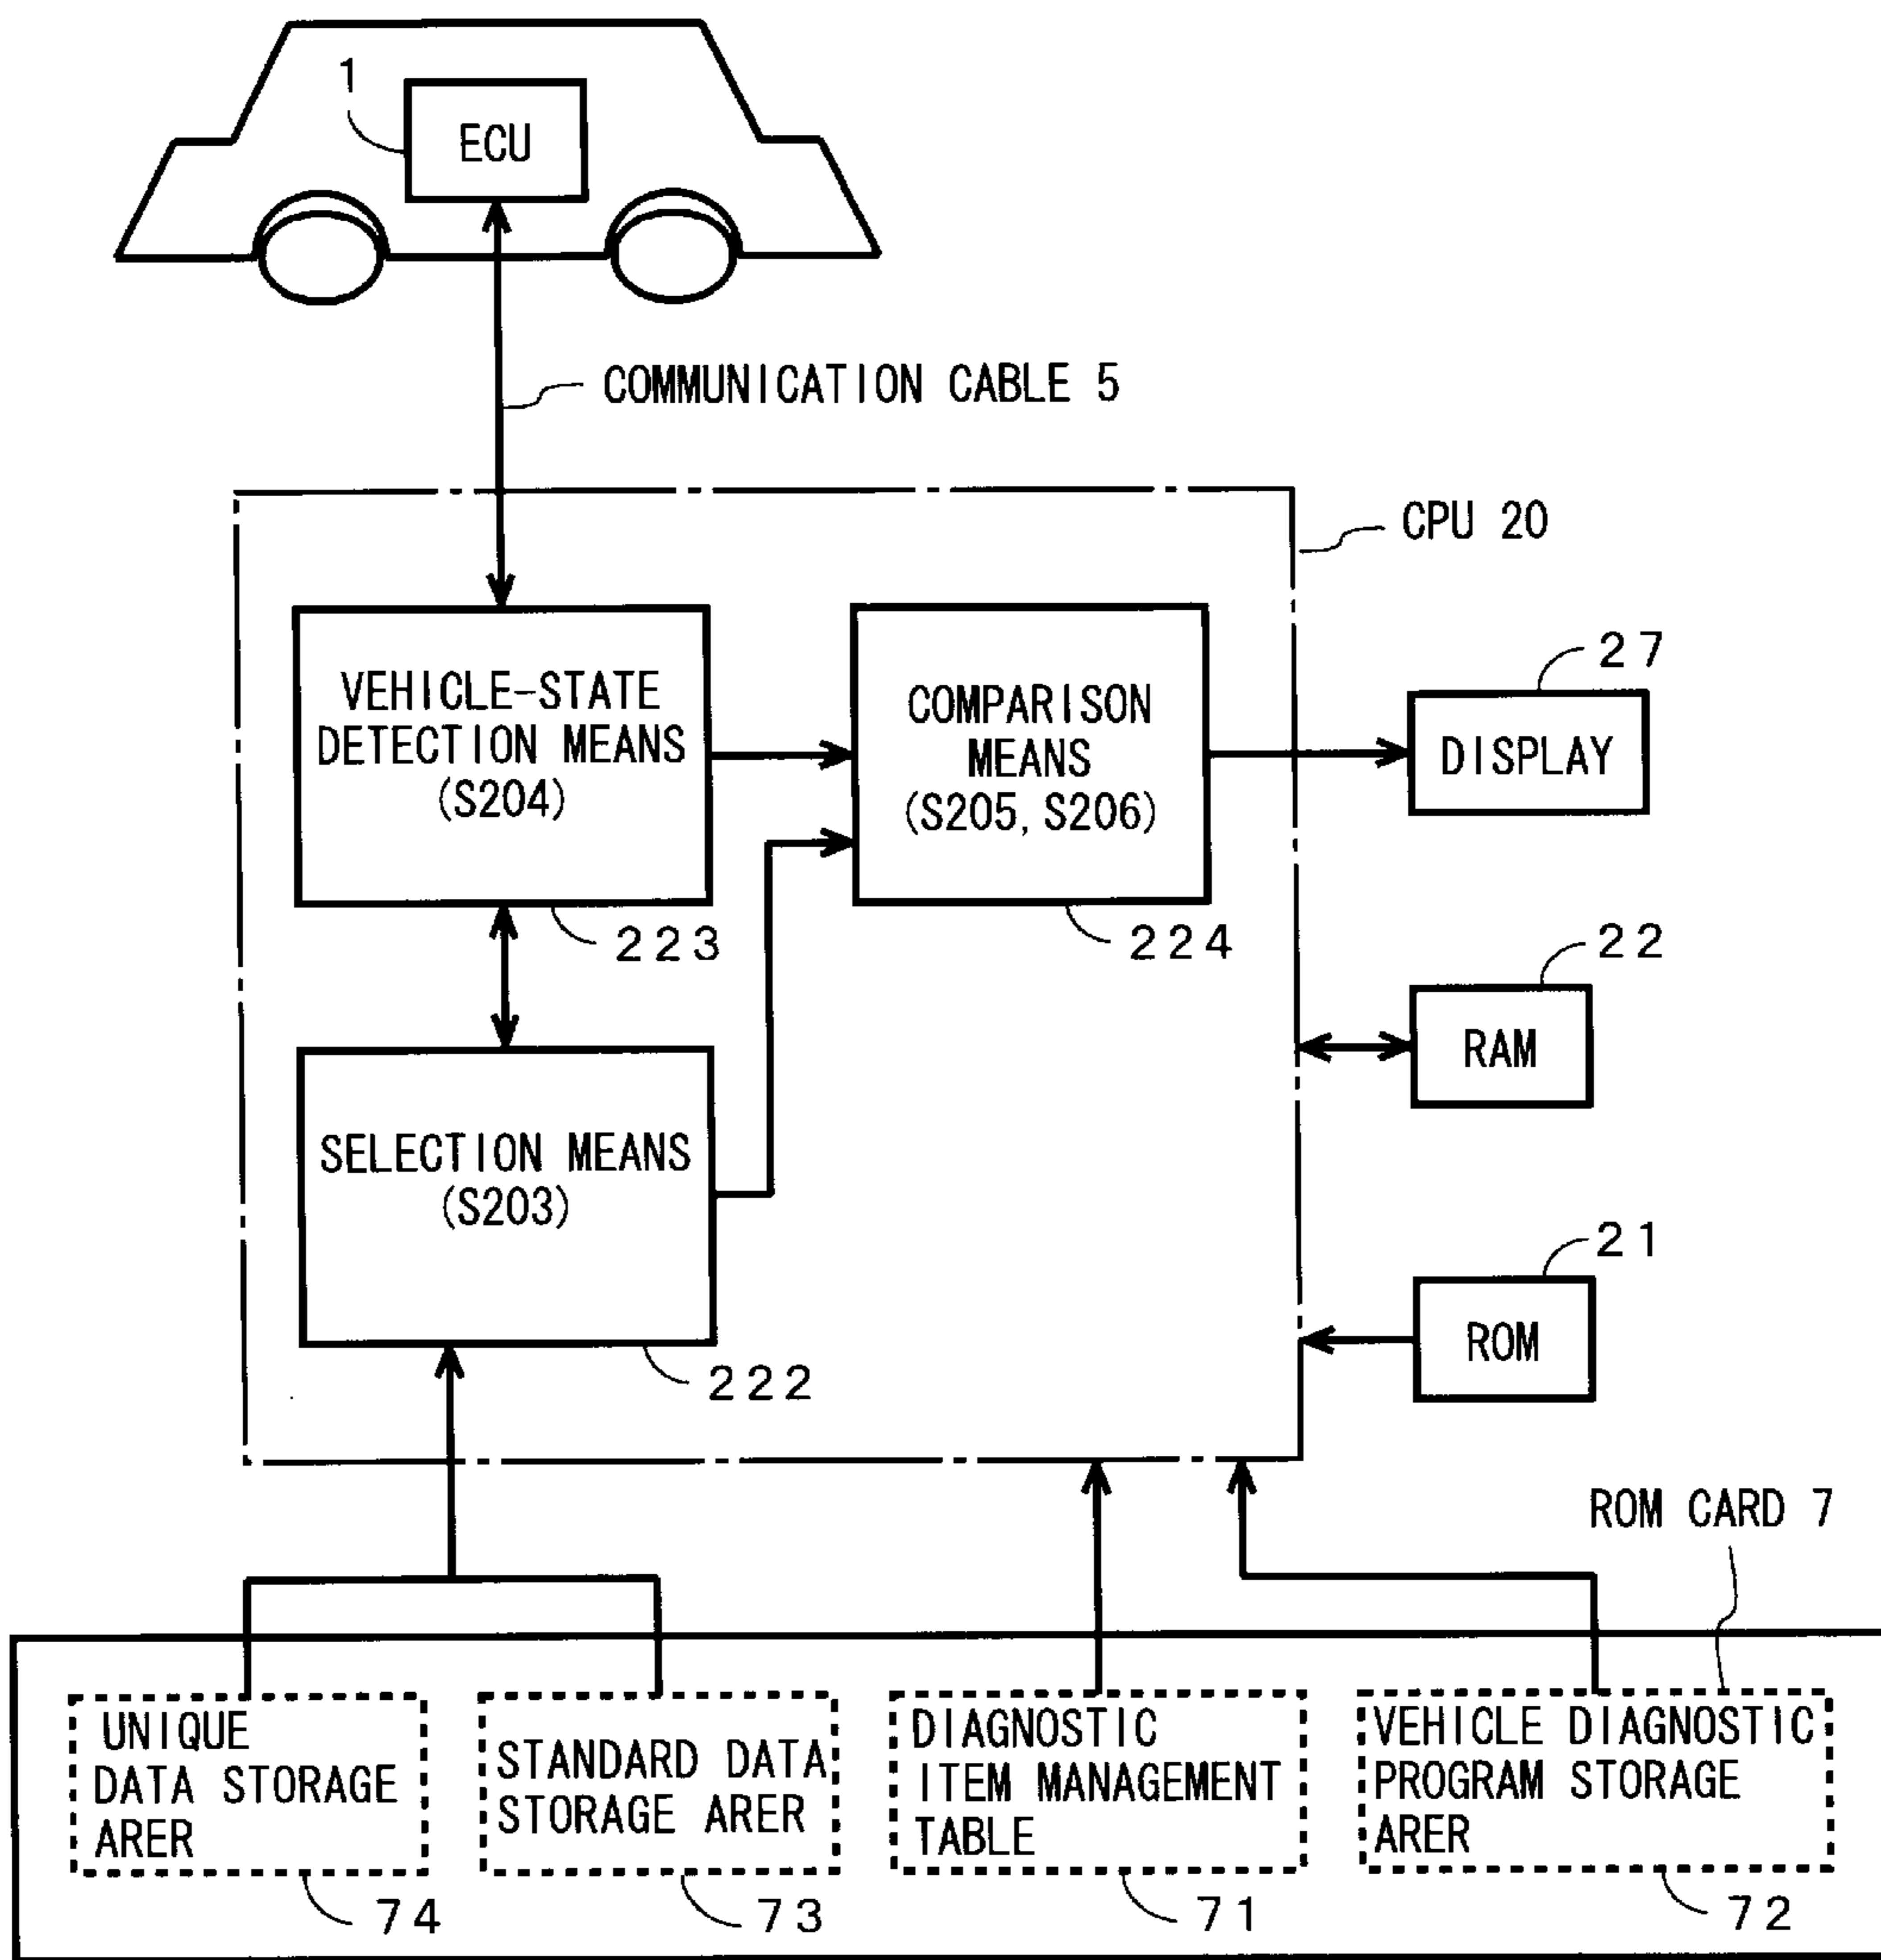 1
ECU
COMMUNICATION CABLE 5
CPU 20
VEHICLE-STATE
DETECTION MEANS
(S204)
223
COMPARISON
MEANS
(S205, S206)
224
27
DISPLAY
22
RAM
SELECTION MEANS
(S203)
222
21
ROM
ROM CARD 7
UNIQUE
DATA STORAGE
ARER
74
STANDARD DATA
STORAGE ARER
73
DIAGNOSTIC
ITEM MANAGEMENT
TABLE
71
VEHICLE DIAGNOSTIC
PROGRAM STORAGE
ARER
72